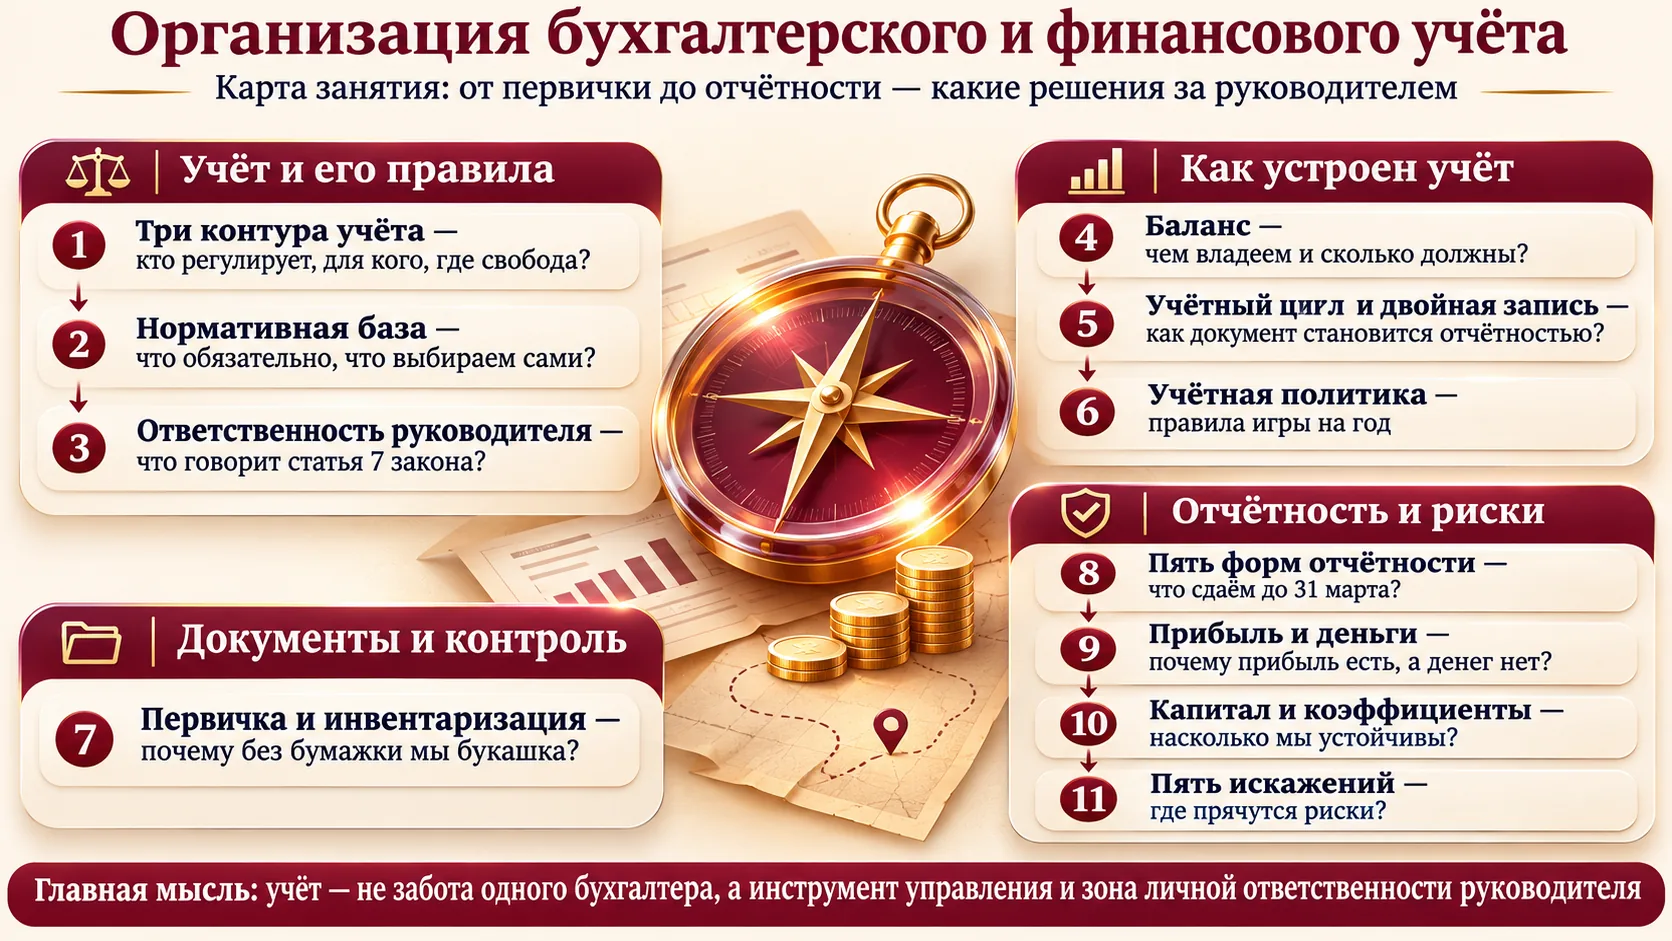 Организация бухгалтерского и финансового учёта
Карта занятия: от первички до отчётности — какие решения за руководителем
Учёт и его правила
1
Три контура учёта —
кто регулирует, для кого, где свобода?
2
Нормативная база —
что обязательно, что выбираем сами?
3
Ответственность руководителя —
что говорит статья 7 закона?
Как устроен учёт
4
Баланс —
чем владеем и сколько должны?
5
Учётный и двойная запись —
как документ становится отчётностью?
6
Учётная политика —
правила игры на год
Документы и контроль
7
Первичка и инвентаризация —
почему без бумажки мы букашка?
Отчётность и риски
8
Пять форм отчётности —
что сдаём до 31 марта?
9
Прибыль и деньги —
почему прибыль есть, а денег нет?
10
Капитал и коэффициенты —
насколько мы устойчивы?
11
Пять искажений —
где прячутся риски?
Главная мысль: учёт — не забота одного бухгалтера, а инструмент управления и зона личной ответственности руководителя